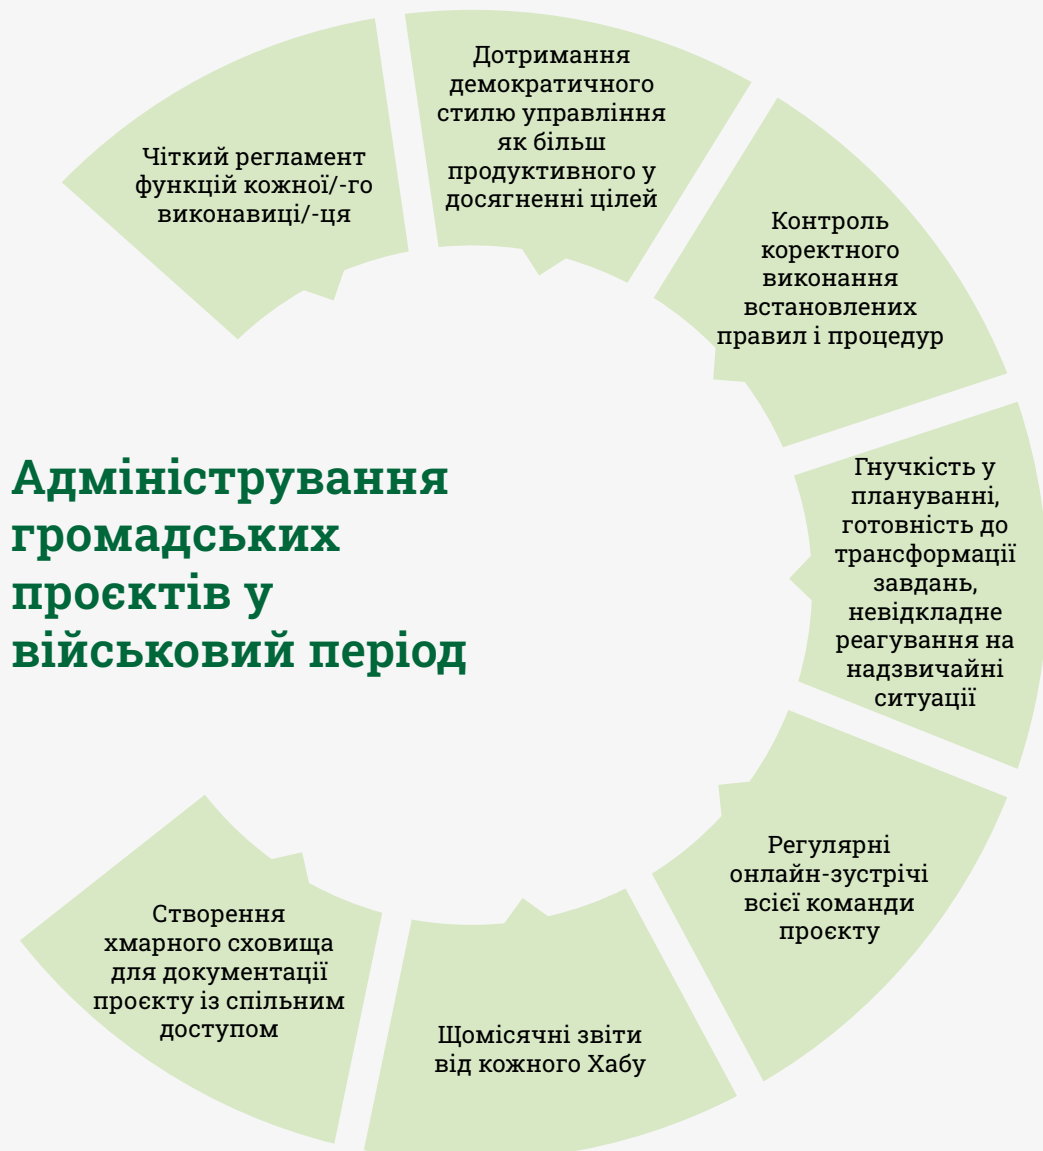 Чіткий регламент
функцій кожної/-го
виконавиці/-ця
Дотримання
демократичного
стилю управління
як більш
продуктивного у
досягненні цілей
Контроль
коректного
виконання
встановлених
правил і процедур
Гнучкість у
плануванні,
готовність до
трансформації
завдань,
невідкладне
реагування на
надзвичайні
ситуації
Регулярні
онлайн-зустрічі
всієї команди
проєкту
Щомісячні звіти
від кожного Хабу
Створення
хмарного сховища
для документації
проєкту із спільним
доступом
Адміністрування
громадських
проєктів у
військовий період